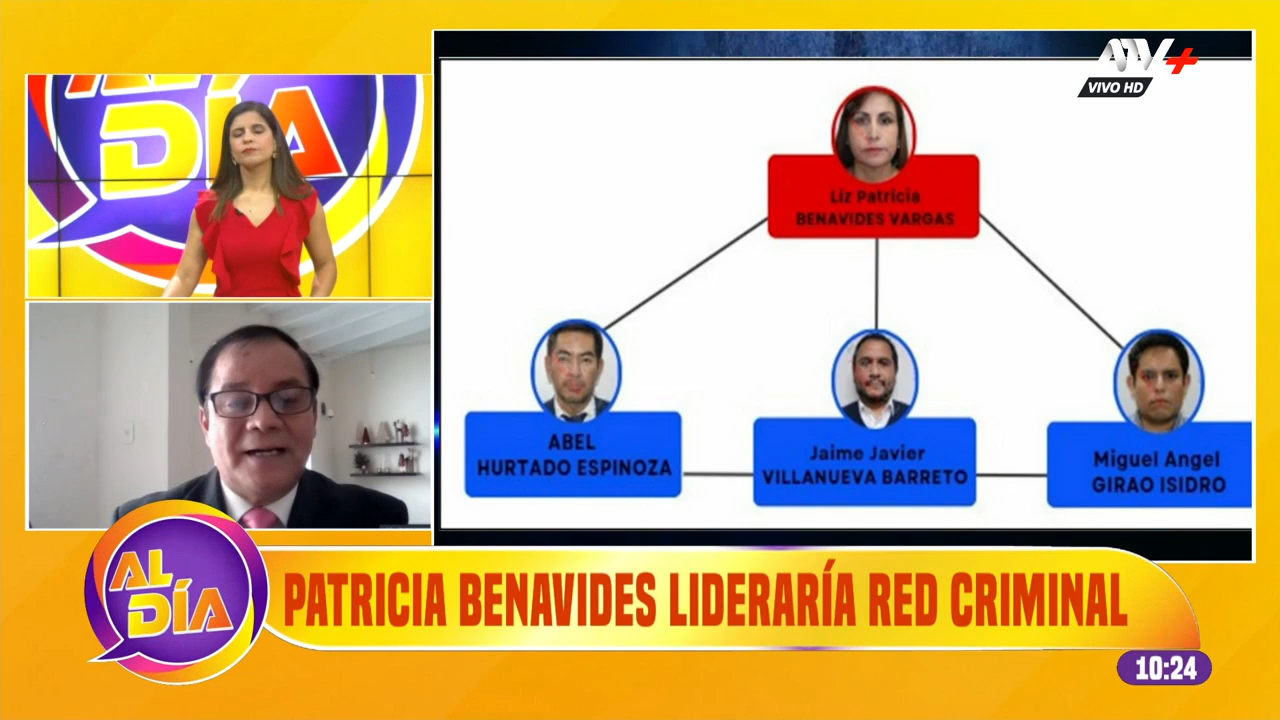 ATV+
VIVO HD
AL DÍA
Liz Patricia
BENAVIDES VARGAS
ABEL
HURTADO ESPINOZA
Jaime Javier
VILLANUEVA BARRETO
Miguel Angel
GIRAO ISIDRO
AL
DÍA
PATRICIA BENAVIDES LIDERARÍA RED CRIMINAL
10:24